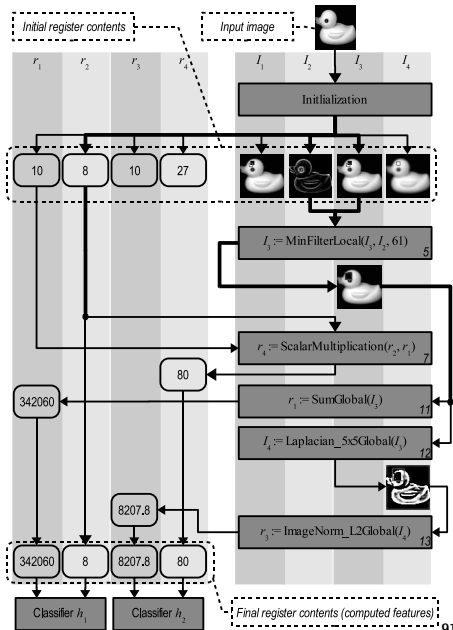 Initial register contents
Input image
r1 r2 r3 r4 I1 I2 I3 I4
Initlialization
10 8 10 27
I3 := MinFilterLocal(I3, I2, 61)
5
r4 := ScalarMultiplication(r2, r1)
7
80
342060
r1 := SumGlobal(I3)
11
I4 := Laplacian_5x5Global(I3)
12
8207.8
r3 := ImageNorm_L2Global(I4)
13
342060 8 8207.8 80
Classifier h1 Classifier h2
Final register contents (computed features)
91